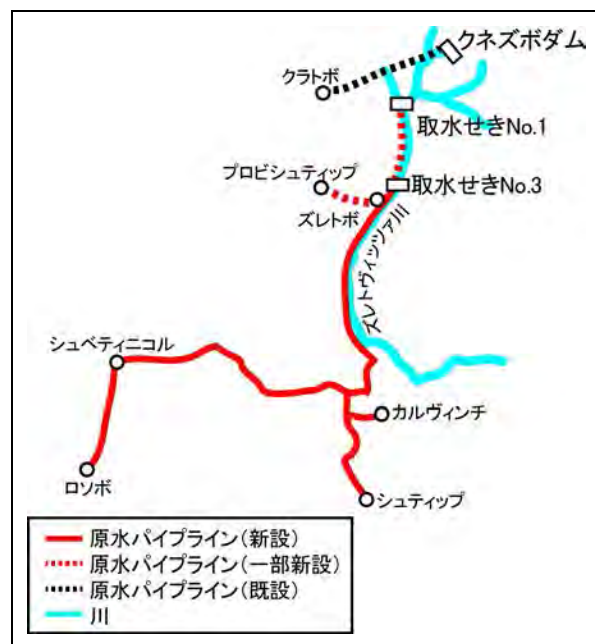 クネズボダム
クラトボ
取水せきNo.1
プロビシュティップ
取水せきNo.3
ズレトボ
ズレトヴィッツァ川
シュベティニコル
カルヴィンチ
ロソボ
シュティップ
原水パイプライン(新設)
原水パイプライン(一部新設)
原水パイプライン(既設)
川